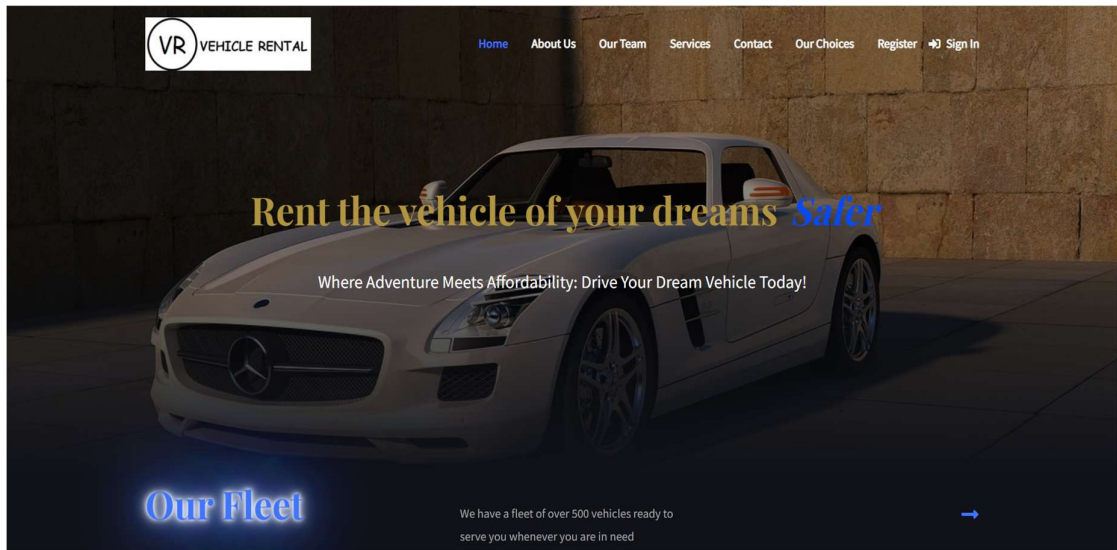 VR VEHICLE RENTAL
Home About Us Our Team Services Contact Our Choices Register Sign In
Rent the vehicle of your dreams Safer
Where Adventure Meets Affordability: Drive Your Dream Vehicle Today!
Our Fleet
We have a fleet of over 500 vehicles ready to
serve you whenever you are in need